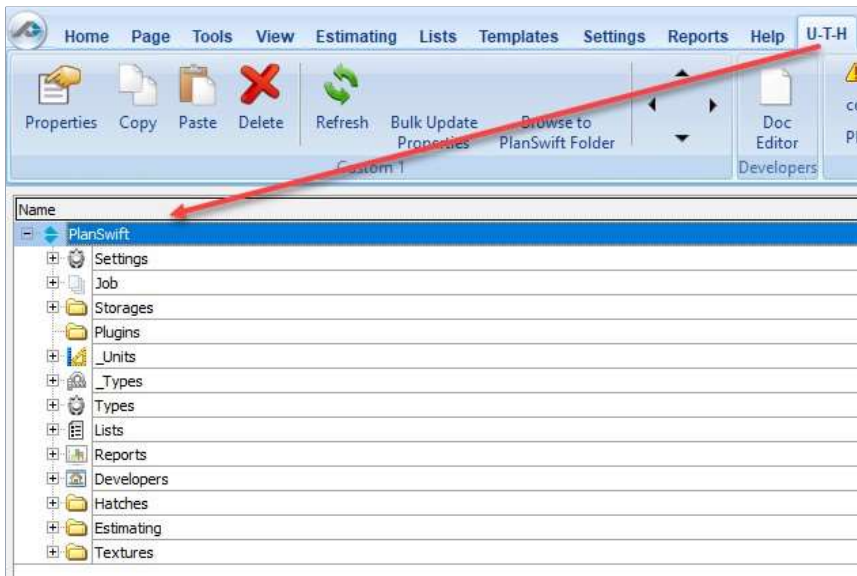 Home Page Tools View Estimating Lists Templates Settings Reports Help U-T-H
Properties Copy Paste Delete Refresh Bulk Update Properties Browse to PlanSwift Folder Doc Editor
Custom 1 Developers
Name
PlanSwift
Settings
Job
Storages
Plugins
_Units
_Types
Types
Lists
Reports
Developers
Hatches
Estimating
Textures